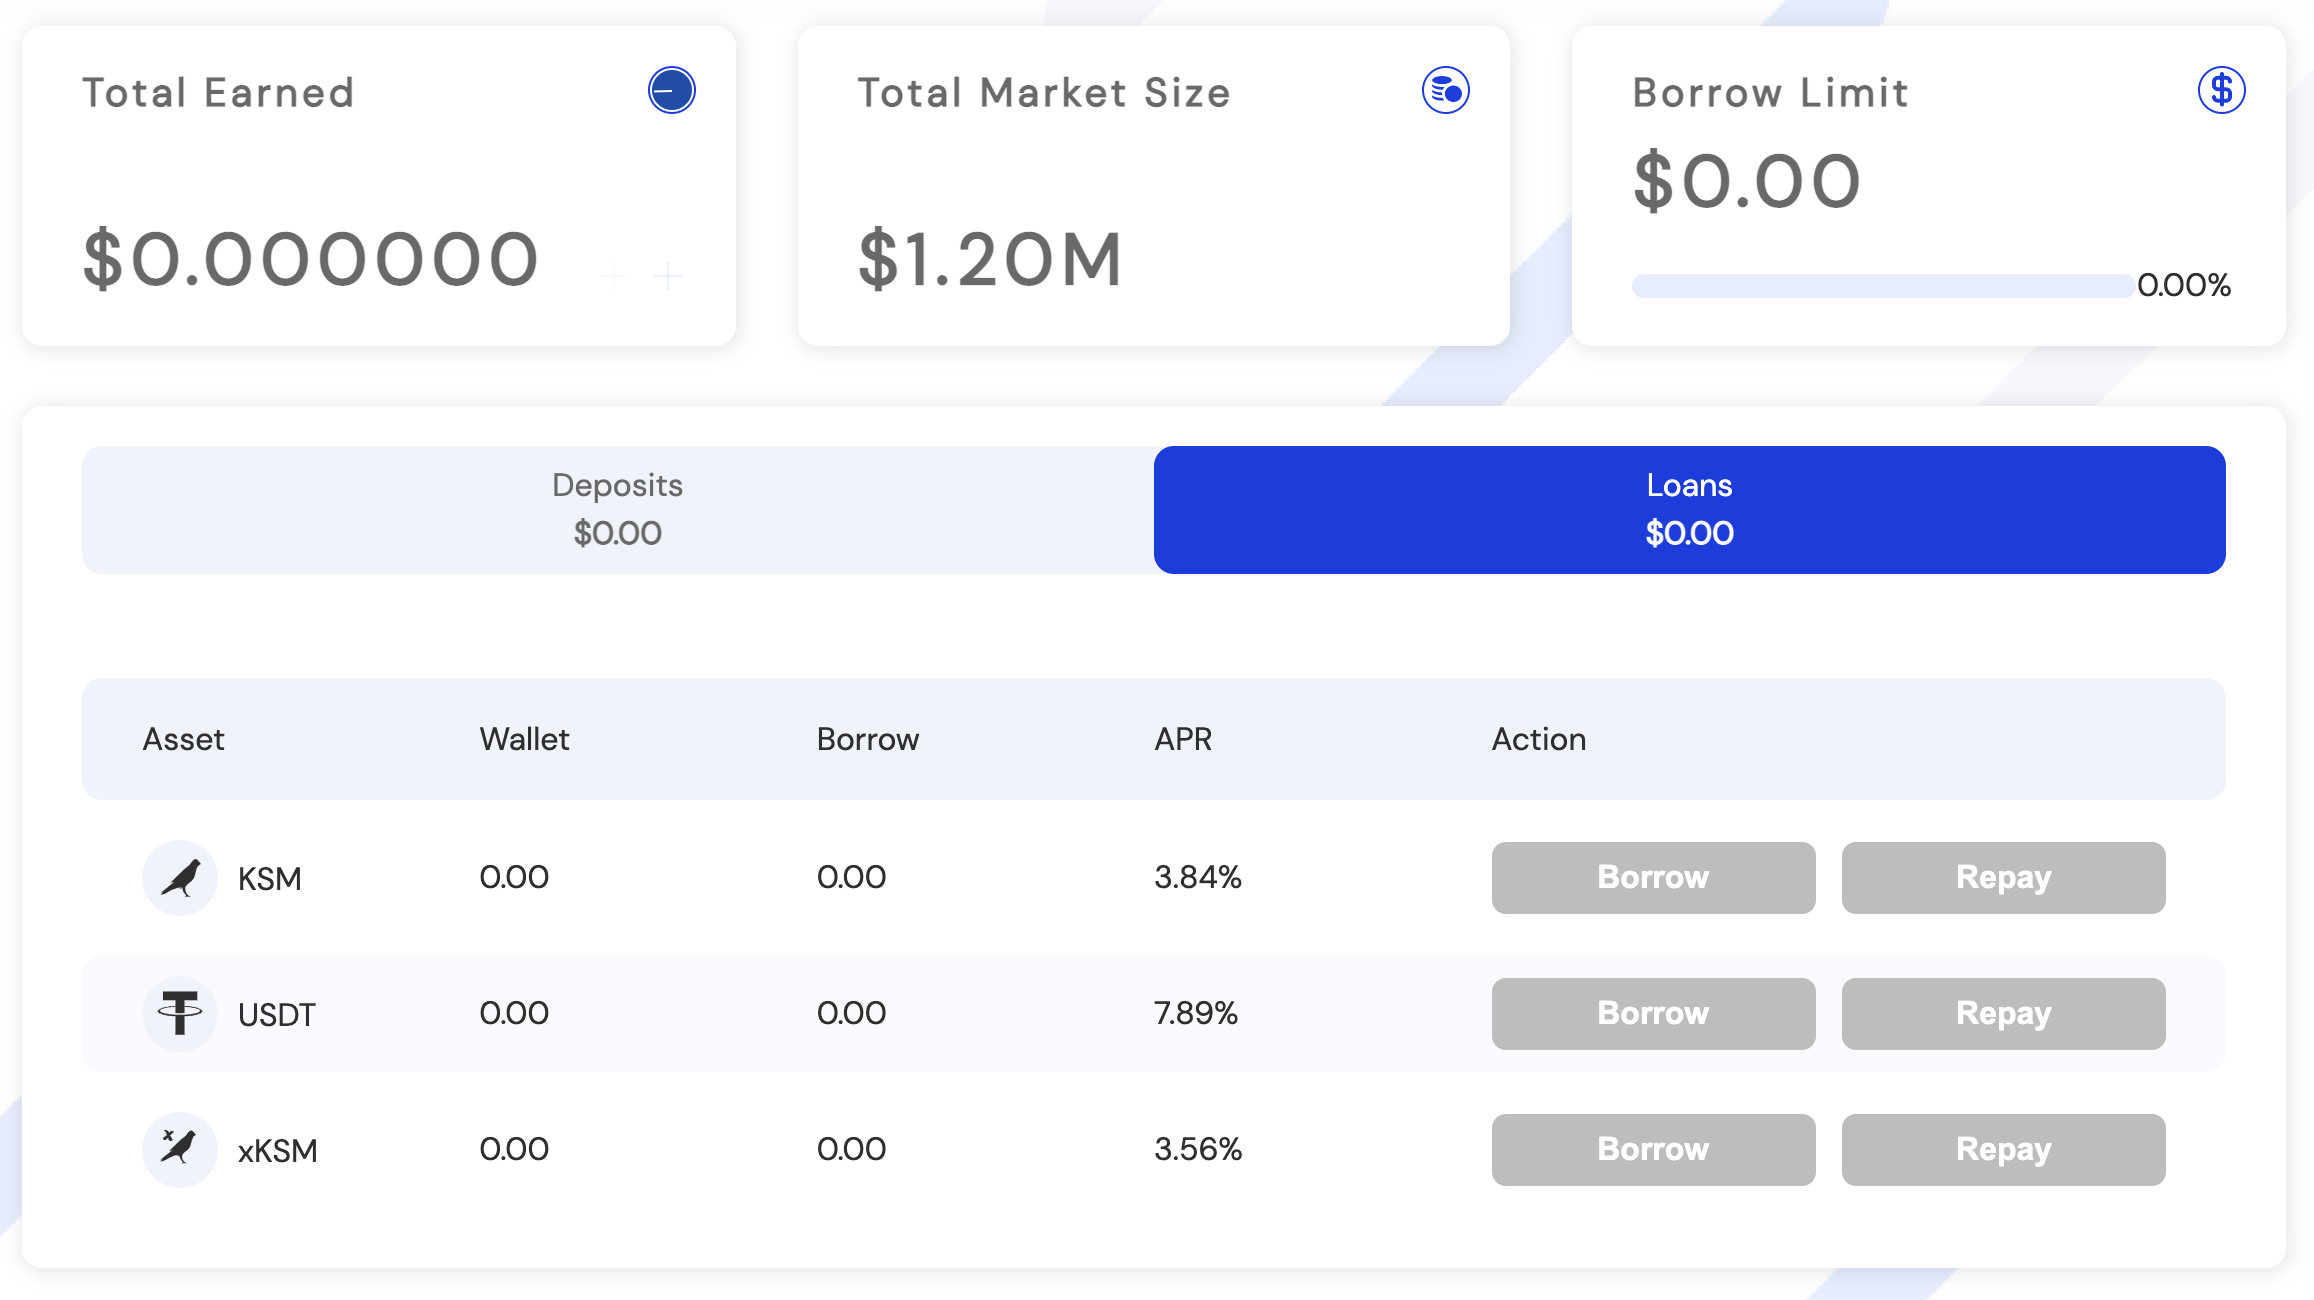 Total Earned
$0.000000
Total Market Size
$1.20M
Borrow Limit
$0.00
0.00%
Deposits
$0.00
Loans
$0.00
Asset Wallet Borrow APR Action
KSM 0.00 0.00 3.84% Borrow Repay
USDT 0.00 0.00 7.89% Borrow Repay
xKSM 0.00 0.00 3.56% Borrow Repay